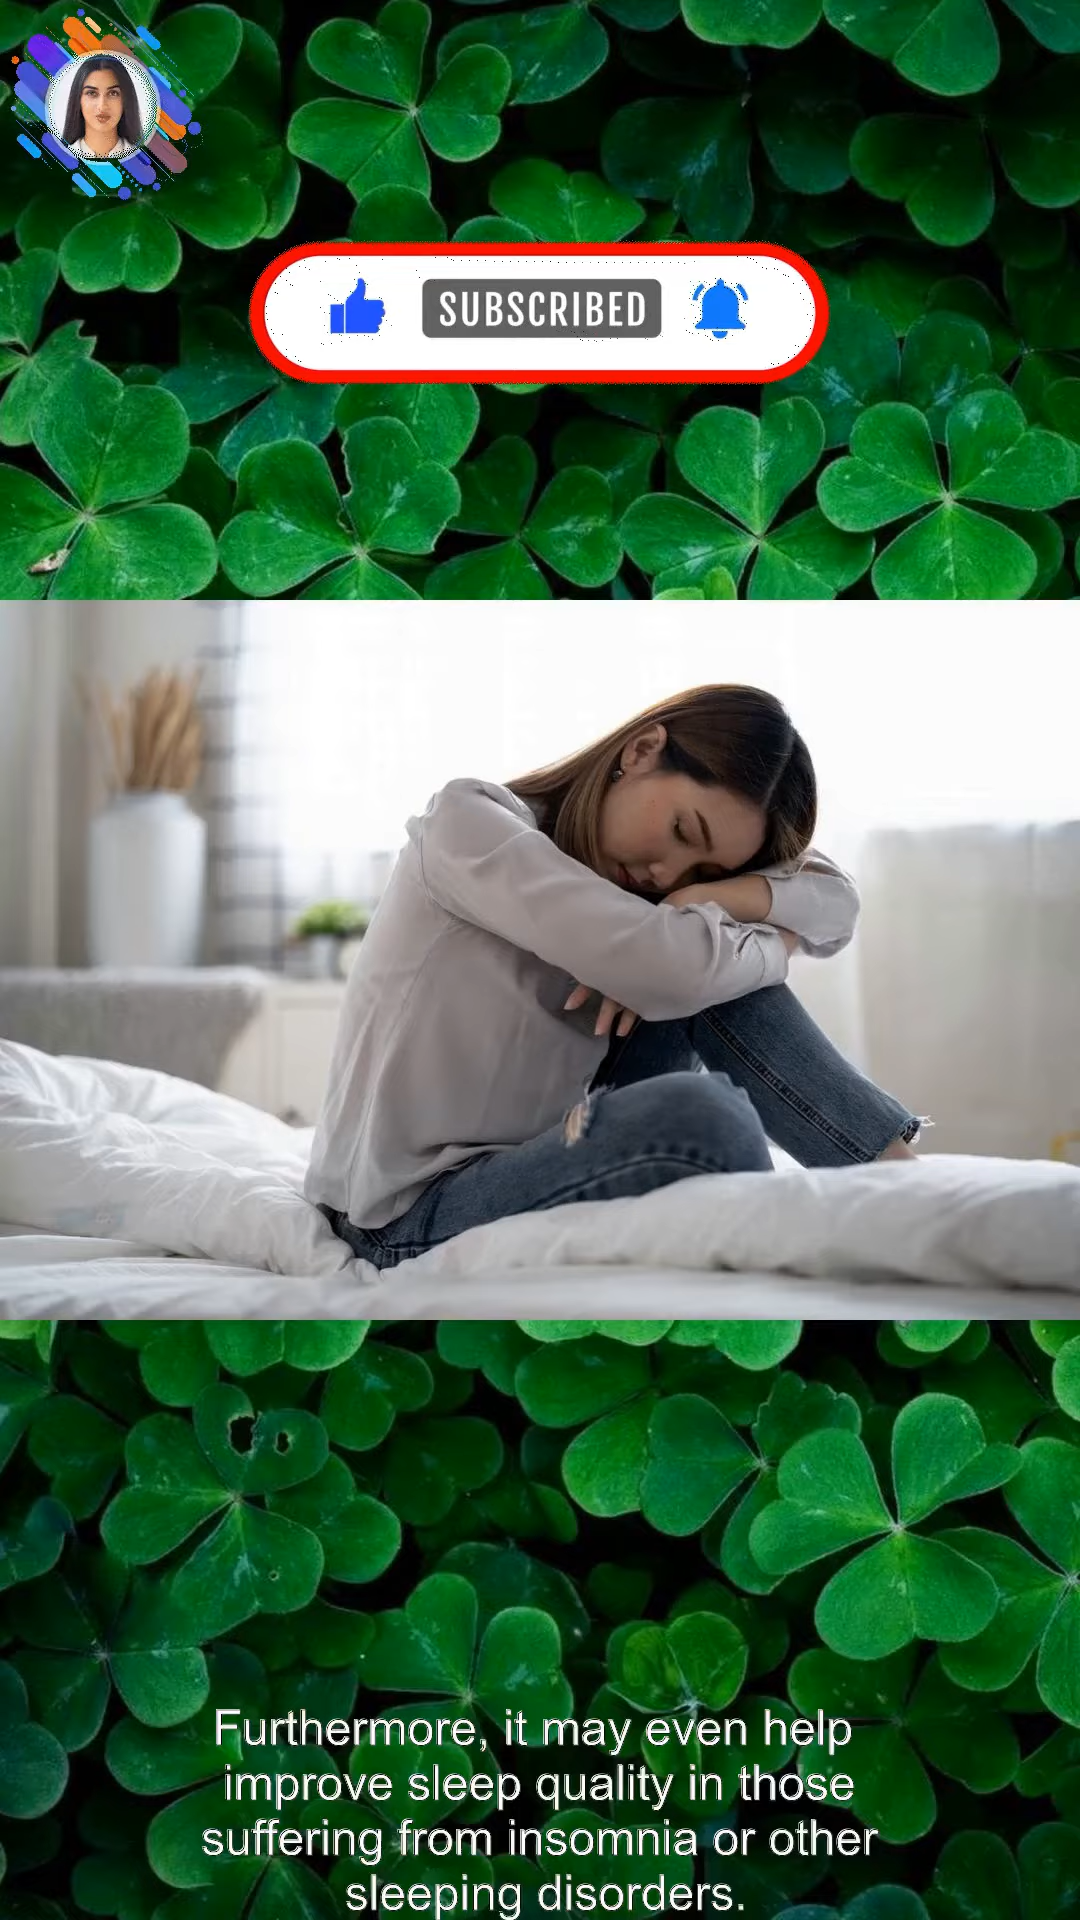 SUBSCRIBED
Furthermore, it may even help
improve sleep quality in those
suffering from insomnia or other
sleeping disorders.